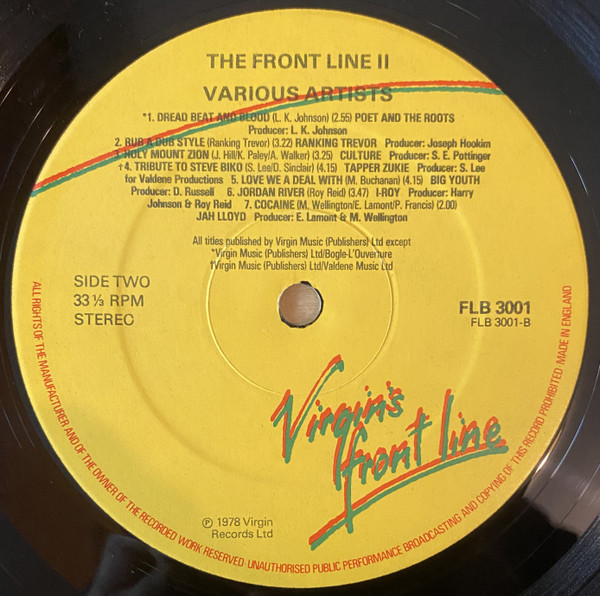 THE FRONT LINE II
VARIOUS ARTISTS
*1. DREAD BEAT AND BLOOD (L. K. Johnson) (2.55) POET AND THE ROOTS
Producer: L. K. Johnson
2. RUB A DUB STYLE (Ranking Trevor) (3.22) RANKING TREVOR Producer: Joseph Hookim
3. HOLY MOUNT ZION (J. Hill/K. Paley/A. Walker) (3.25) CULTURE Producer: S. E. Pottinger
†4. TRIBUTE TO STEVE BIKO (S. Lee/D. Sinclair) (4.15) TAPPER ZUKIE Producer: S. Lee
for Valdene Productions 5. LOVE WE A DEAL WITH (M. Buchanan) (4.15) BIG YOUTH
Producer: D. Russell 6. JORDAN RIVER (Roy Reid) (3.47) I-ROY Producer: Harry
Johnson & Roy Reid 7. COCAINE (M. Wellington/E. Lamont/P. Francis) (2.00)
JAH LLOYD Producer: E. Lamont & M. Wellington
All titles published by Virgin Music (Publishers) Ltd except
*Virgin Music (Publishers) Ltd/Bogle-L'Ouverture
†Virgin Music (Publishers) Ltd/Valdene Music Ltd
SIDE TWO
33 ⅓ RPM
STEREO
FLB 3001
FLB 3001-B
Virgin's
front line
℗ 1978 Virgin
Records Ltd
ALL RIGHTS OF THE MANUFACTURER AND OF THE OWNER OF THE RECORDED WORK RESERVED · UNAUTHORISED PUBLIC PERFORMANCE BROADCASTING AND COPYING OF THIS RECORD PROHIBITED · MADE IN ENGLAND